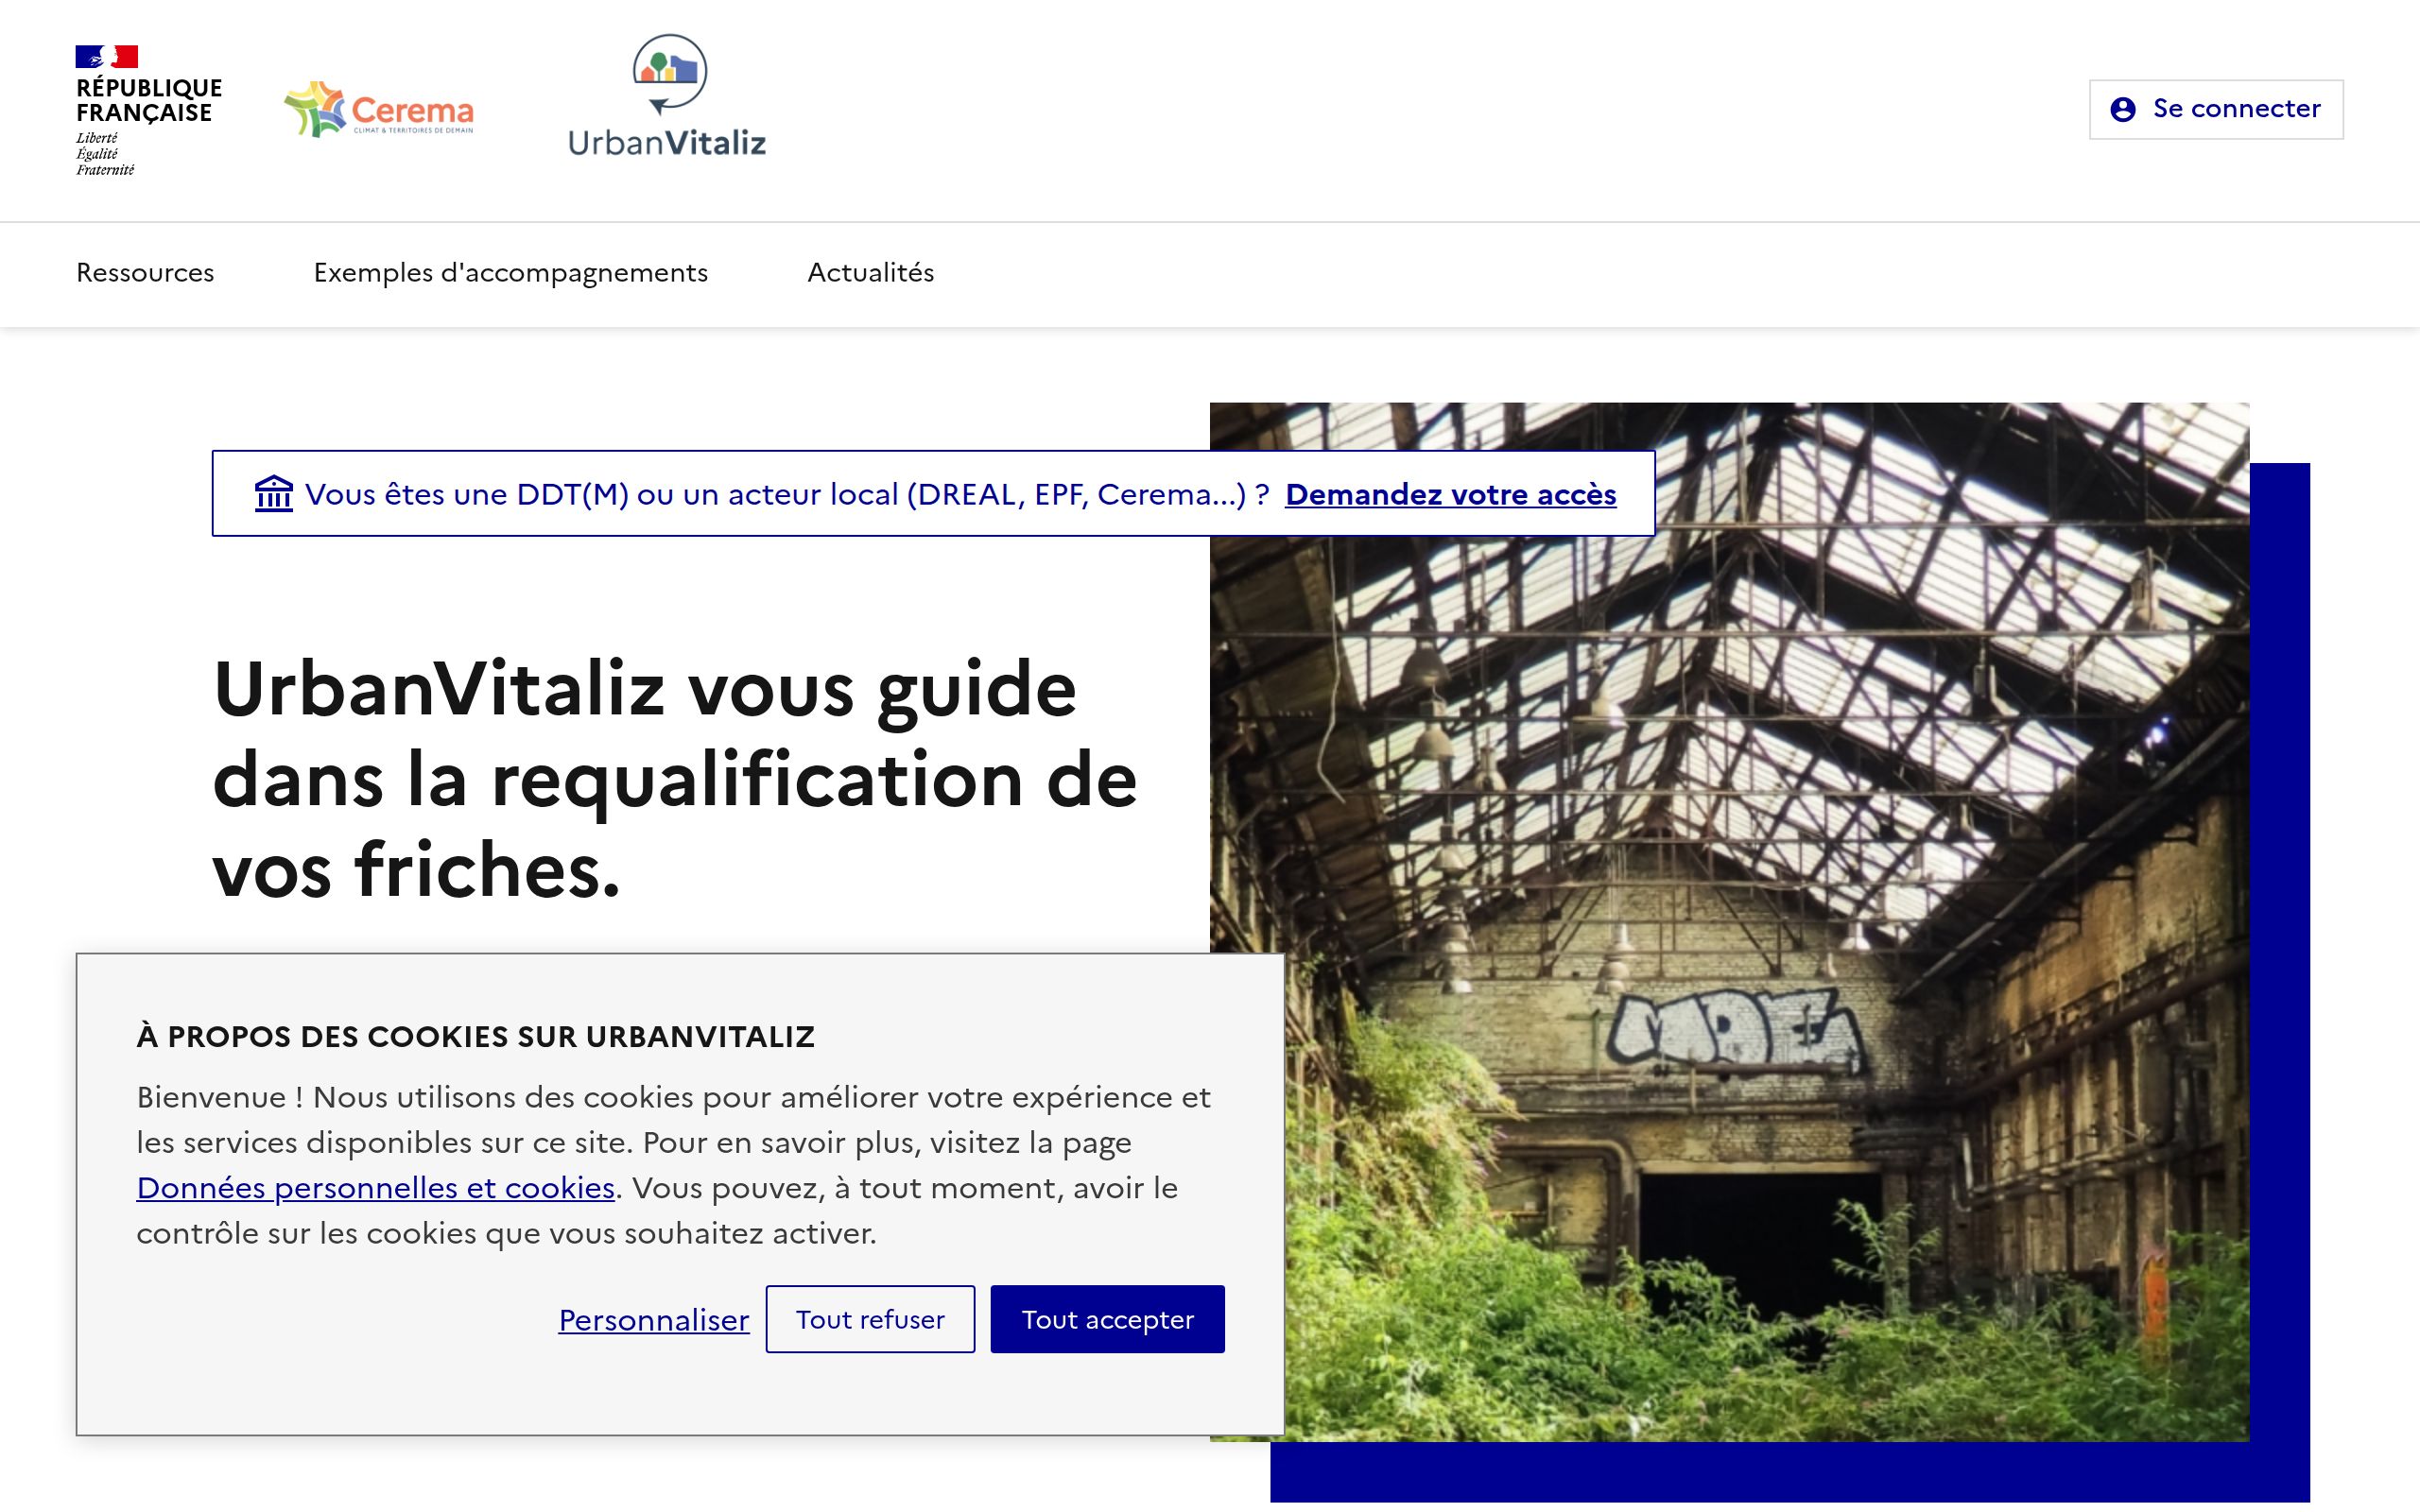 RÉPUBLIQUE
FRANÇAISE
Liberté
Égalité
Fraternité
Cerema
CLIMAT & TERRITOIRES DE DEMAIN
UrbanVitaliz
Se connecter
Ressources
Exemples d'accompagnements
Actualités
Vous êtes une DDT(M) ou un acteur local (DREAL, EPF, Cerema...) ? Demandez votre accès
UrbanVitaliz vous guide
dans la requalification de
vos friches.
À PROPOS DES COOKIES SUR URBANVITALIZ
Bienvenue ! Nous utilisons des cookies pour améliorer votre expérience et
les services disponibles sur ce site. Pour en savoir plus, visitez la page
Données personnelles et cookies. Vous pouvez, à tout moment, avoir le
contrôle sur les cookies que vous souhaitez activer.
Personnaliser
Tout refuser
Tout accepter